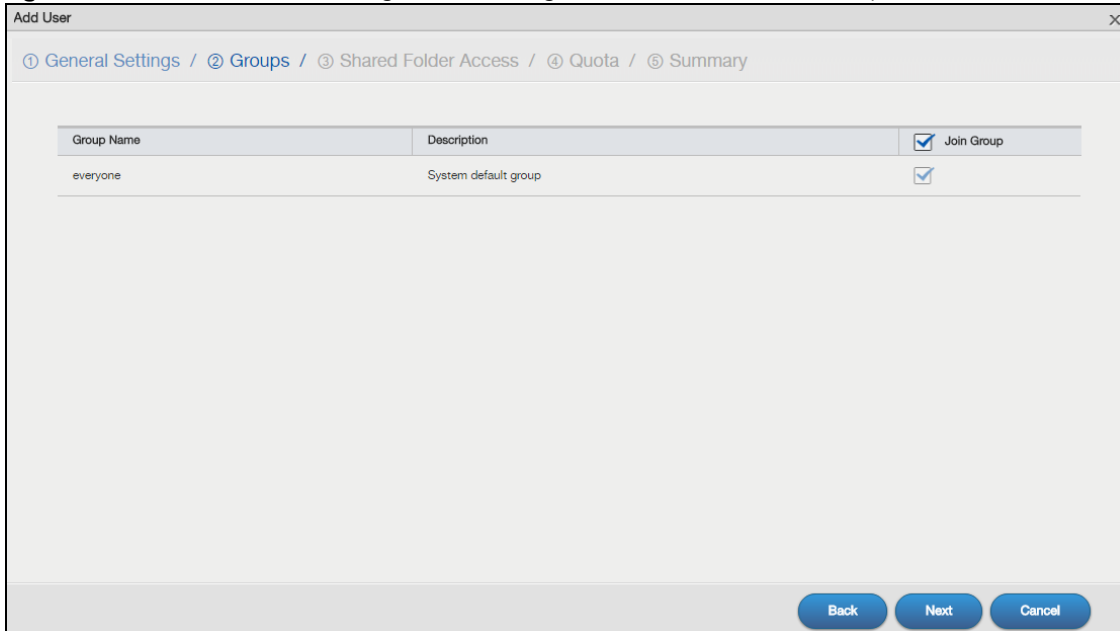 Add User X
① General Settings / ② Groups / ③ Shared Folder Access / ④ Quota / ⑤ Summary
Group Name Description Join Group
everyone System default group
Back Next Cancel